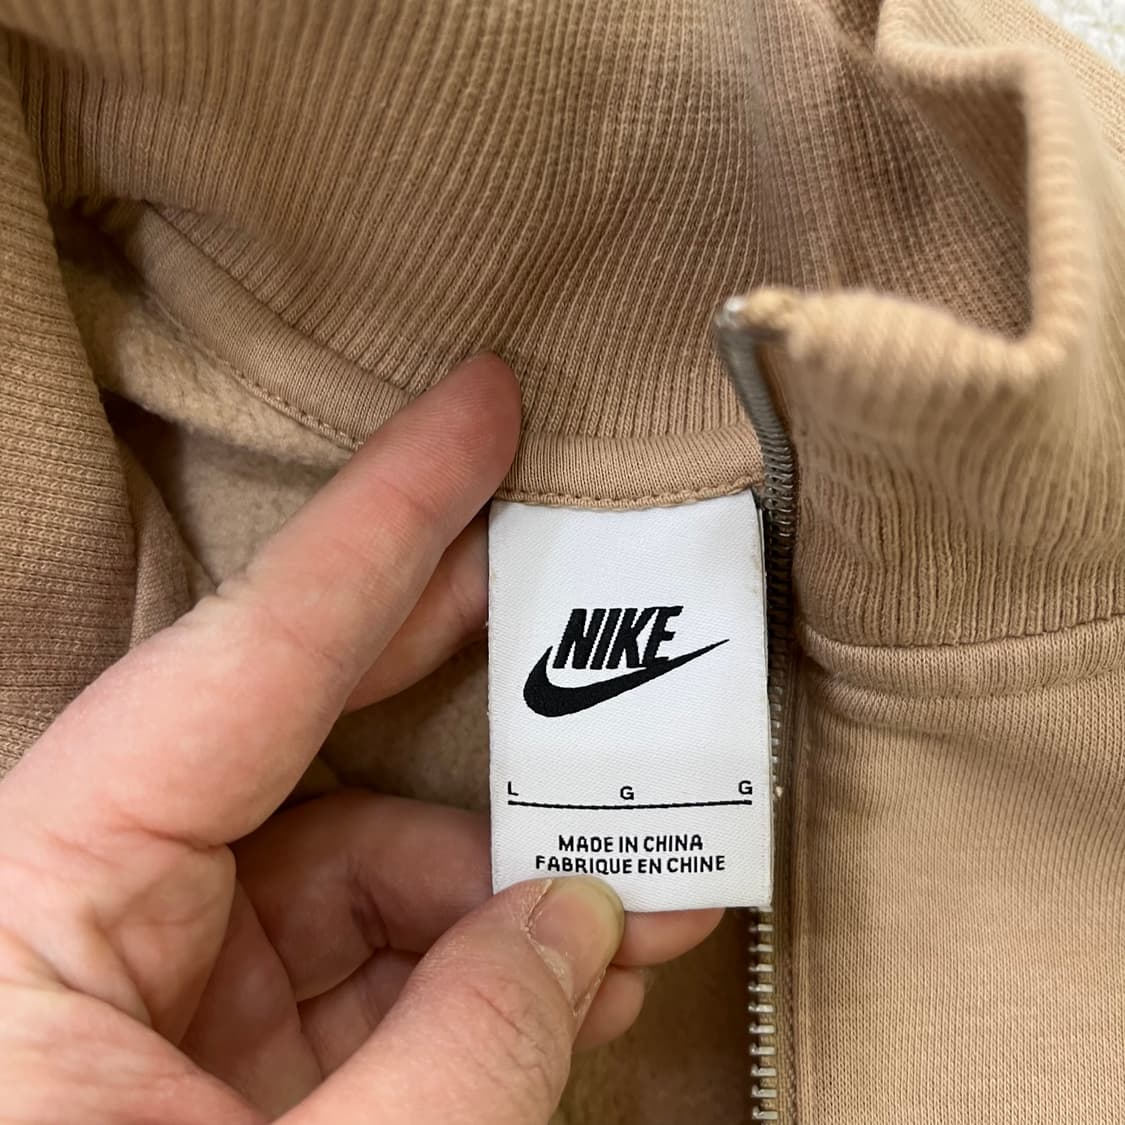 NIKE
L G G
MADE IN CHINA
FABRIQUE EN CHINE